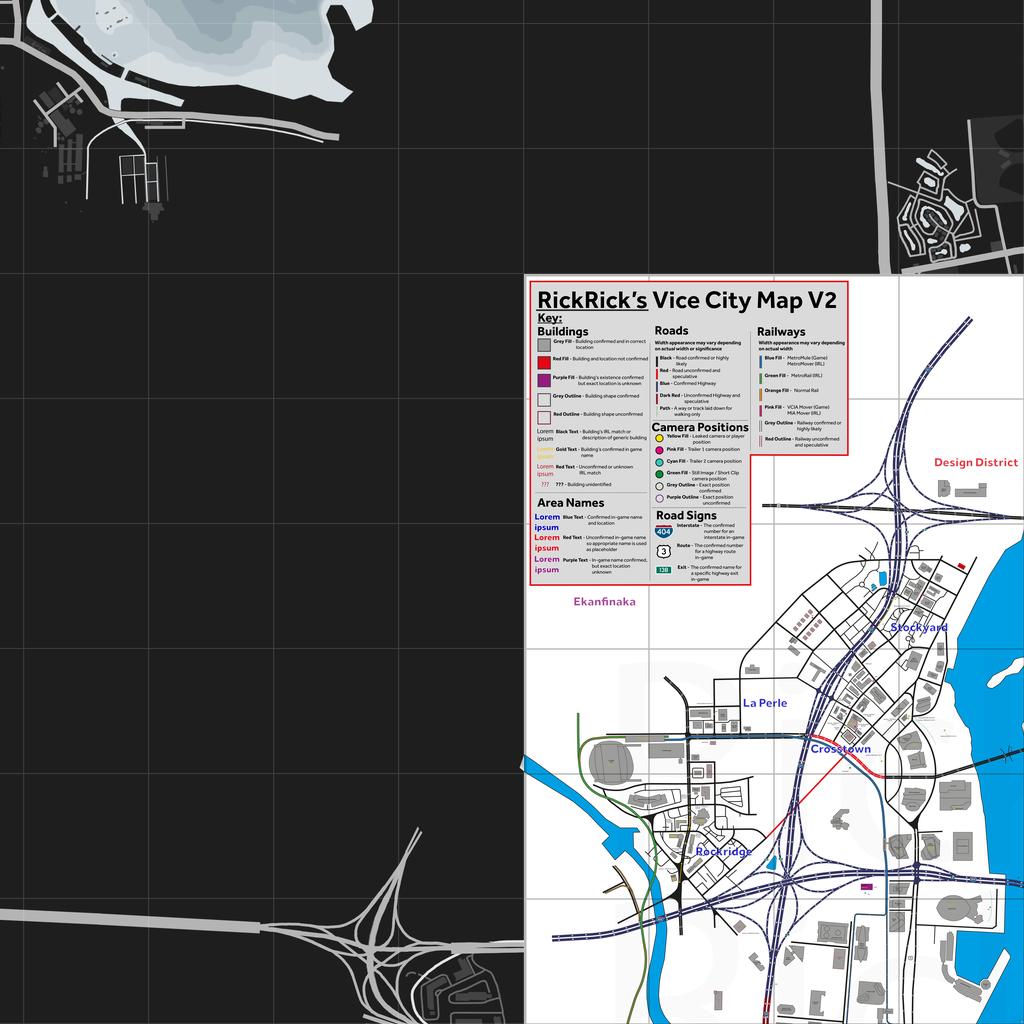 RickRick's Vice City Map V2
Key:
Buildings
Grey Fill - Building confirmed and in correct
location
Red Fill - Building and location not confirmed
Purple Fill - Building's existence confirmed
but exact location is unknown
Grey Outline - Building shape confirmed
Red Outline - Building shape unconfirmed
Lorem
ipsum
Black Text - Building's IRL match or
description of generic building
Lorem
ipsum
Gold Text - Building's confirmed in game
name
Lorem
ipsum
Red Text - Unconfirmed or unknown
IRL match
???
??? - Building unidentified
Area Names
Lorem
ipsum
Blue Text - Confirmed in-game name
and location
Lorem
ipsum
Red Text - Unconfirmed in-game name
so appropriate name is used
as placeholder
Lorem
ipsum
Purple Text - In-game name confirmed,
but exact location
unknown
Roads
Width appearance may vary depending
on actual width or significance
Black - Road confirmed or highly
likely
Red - Road unconfirmed and
speculative
Blue - Confirmed Highway
Dark Red - Unconfirmed Highway and
speculative
Path - A way or track laid down for
walking only
Camera Positions
Yellow Fill - Leaked camera or player
position
Pink Fill - Trailer 1 camera position
Cyan Fill - Trailer 2 camera position
Green Fill - Still Image / Short Clip
camera position
Grey Outline - Exact position
confirmed
Purple Outline - Exact position
unconfirmed
Road Signs
404
Interstate - The confirmed
number for an
interstate in-game
3
Route - The confirmed number
for a highway route
in-game
13B
Exit - The confirmed name for
a specific highway exit
in-game
Railways
Width appearance may vary depending
on actual width
Blue Fill - MetroMule (Game)
MetroMover (IRL)
Green Fill - MetroRail (IRL)
Orange Fill - Normal Rail
Pink Fill - VCIA Mover (Game)
MIA Mover (IRL)
Grey Outline - Railway confirmed or
highly likely
Red Outline - Railway unconfirmed
and speculative
Design District
Ekanfinaka
Stockyard
La Perle
Crosstown
Rockridge